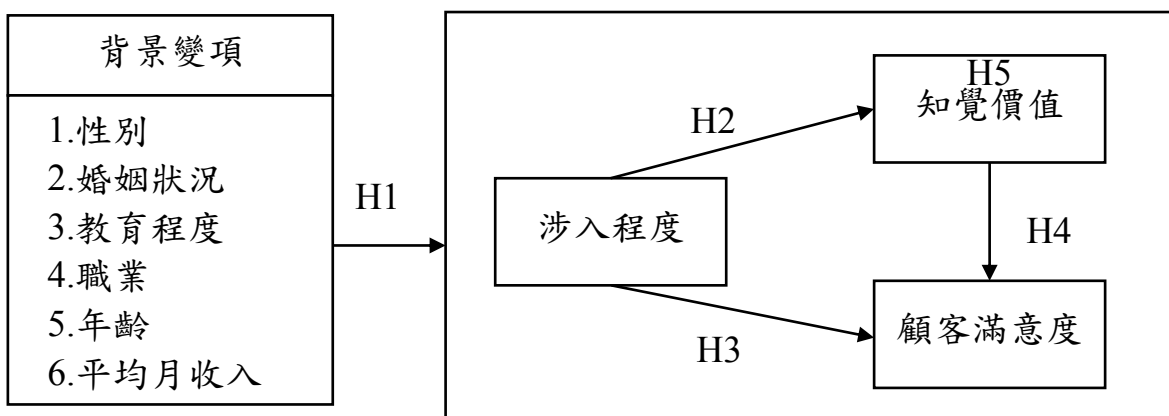 背景變項
1.性別
2.婚姻狀況
3.教育程度
4.職業
5.年齡
6.平均月收入
H1
涉入程度
H2
H3
H5
知覺價值
H4
顧客滿意度